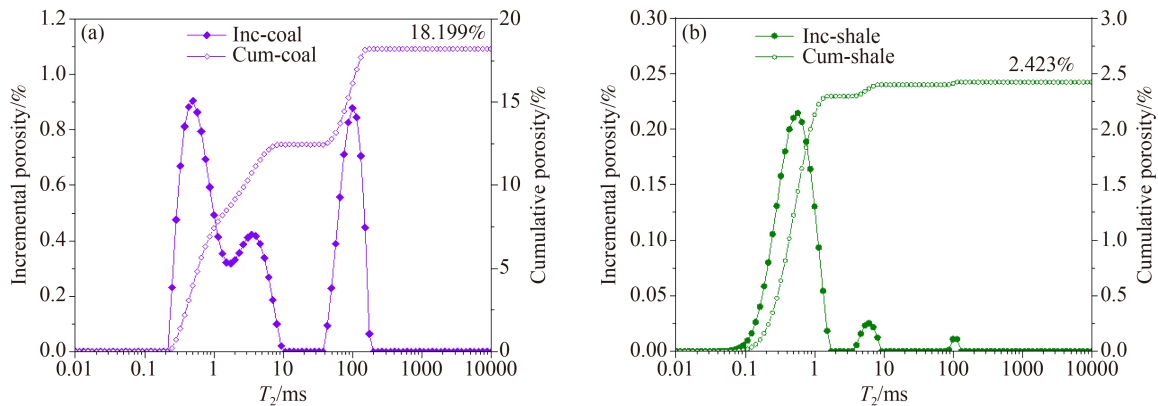 (a)
Inc-coal
Cum-coal
18.199%
1.2
1.0
0.8
0.6
0.4
0.2
0.0
Incremental porosity/%
20
15
10
5
0
Cumulative porosity/%
0.01 0.1 1 10 100 1000 10000
T₂/ms
(b)
Inc-shale
Cum-shale
2.423%
0.30
0.25
0.20
0.15
0.10
0.05
0.00
Incremental porosity/%
3.0
2.5
2.0
1.5
1.0
0.5
0.0
Cumulative porosity/%
0.01 0.1 1 10 100 1000 10000
T₂/ms